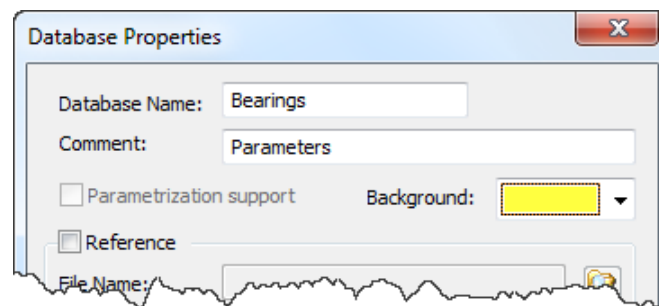 Database Properties
Database Name: Bearings
Comment: Parameters
Parametrization support Background:
Reference
File Name: